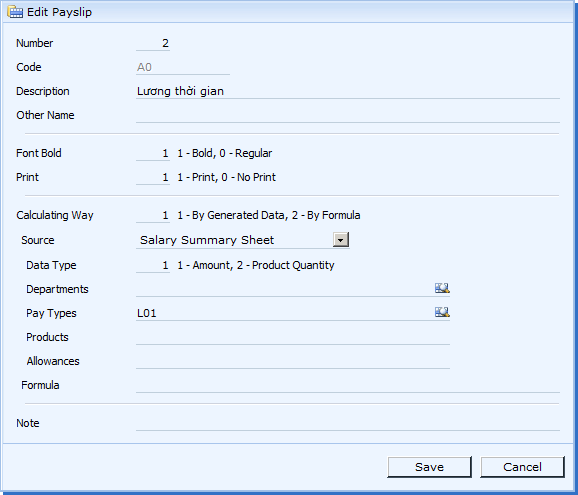 Edit Payslip
Number 2
Code A0
Description Lương thời gian
Other Name
Font Bold 1 1 - Bold, 0 - Regular
Print 1 1 - Print, 0 - No Print
Calculating Way 1 1 - By Generated Data, 2 - By Formula
Source Salary Summary Sheet
Data Type 1 1 - Amount, 2 - Product Quantity
Departments
Pay Types L01
Products
Allowances
Formula
Note
Save Cancel